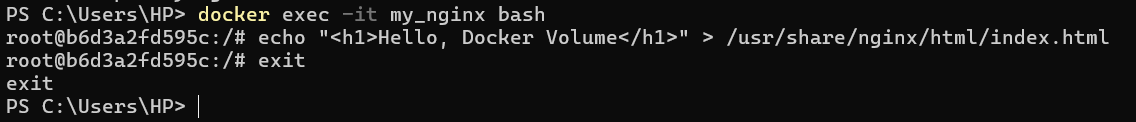 PS C:\Users\HP> docker exec -it my_nginx bash
root@b6d3a2fd595c:/# echo "<h1>Hello, Docker Volume</h1>" > /usr/share/nginx/html/index.html
root@b6d3a2fd595c:/# exit
exit
PS C:\Users\HP>